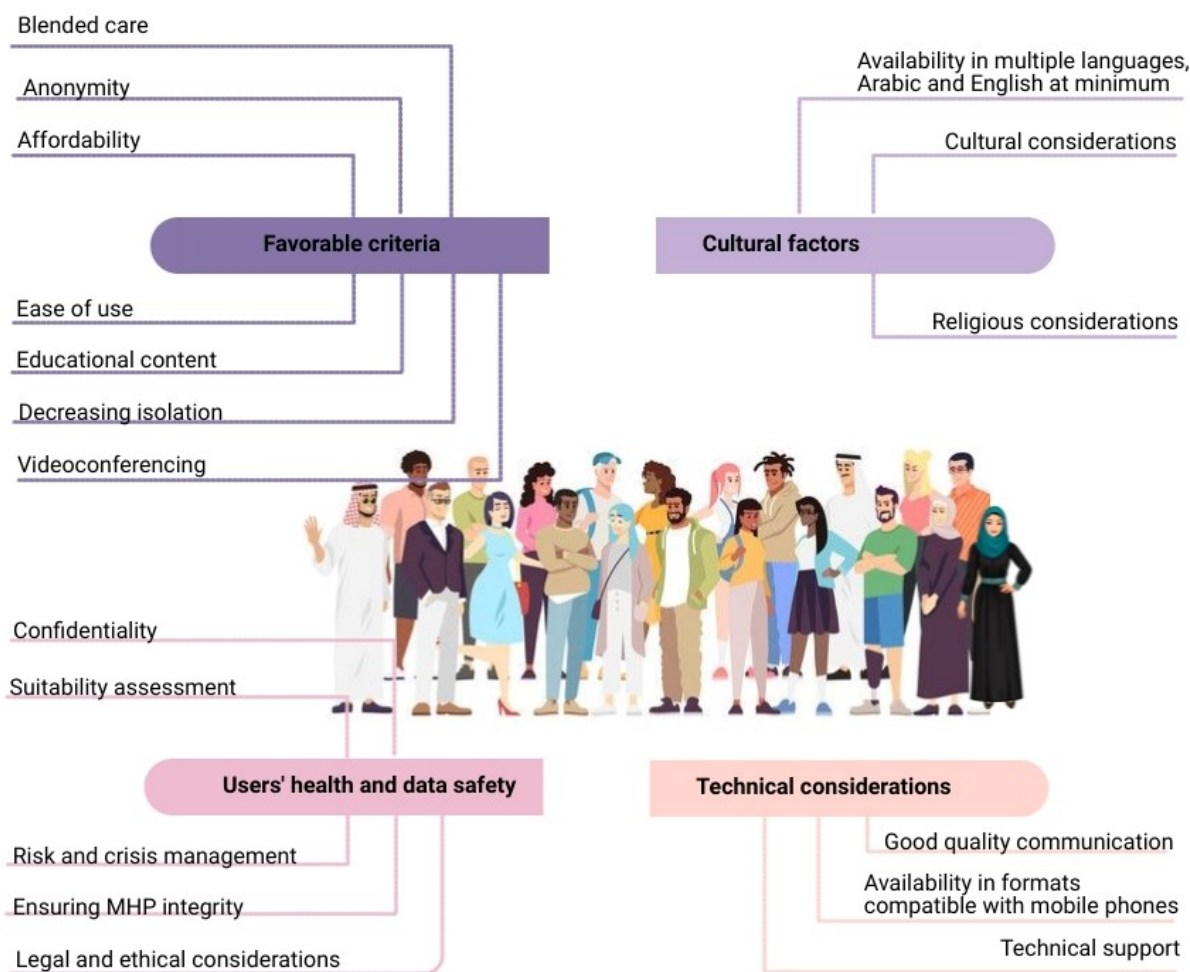 Blended care
Anonymity
Affordability
Favorable criteria
Ease of use
Educational content
Decreasing isolation
Videoconferencing
Availability in multiple languages,
Arabic and English at minimum
Cultural considerations
Cultural factors
Religious considerations
Confidentiality
Suitability assessment
Users' health and data safety
Risk and crisis management
Ensuring MHP integrity
Legal and ethical considerations
Technical considerations
Good quality communication
Availability in formats
compatible with mobile phones
Technical support